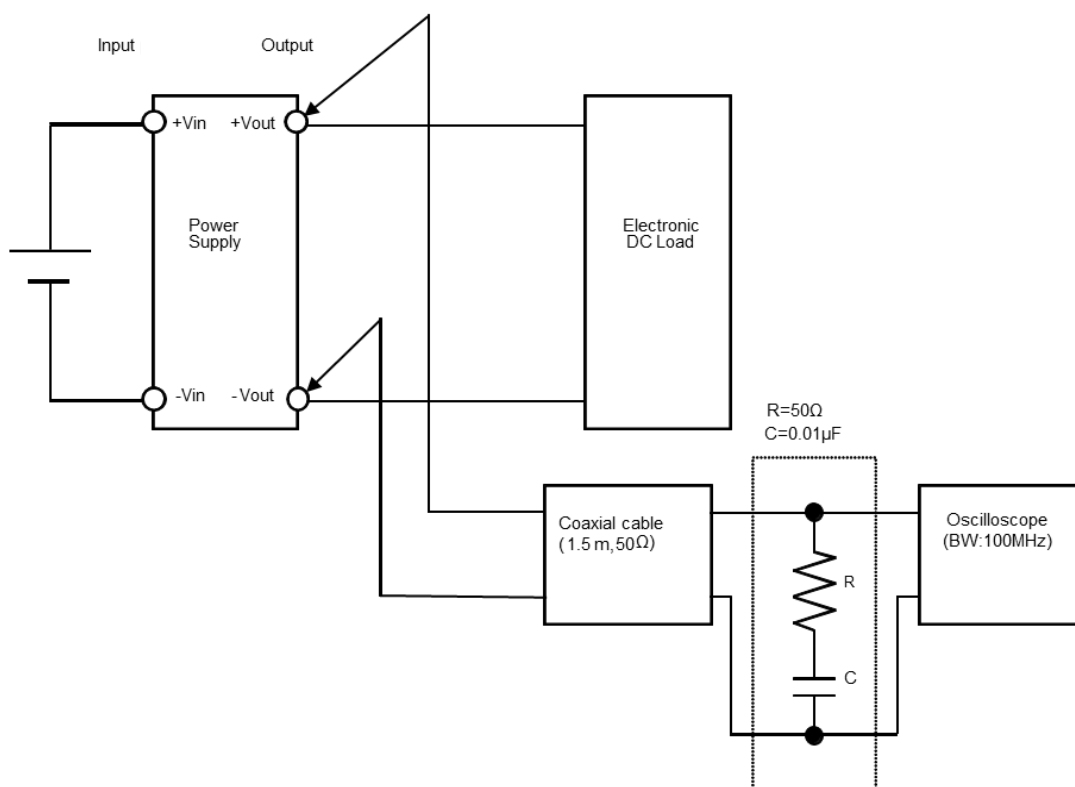 Input
Output
+Vin
+Vout
Power
Supply
Electronic
DC Load
-Vin
-Vout
R=50Ω
C=0.01µF
Coaxial cable
(1.5 m,50Ω)
Oscilloscope
(BW:100MHz)
R
C